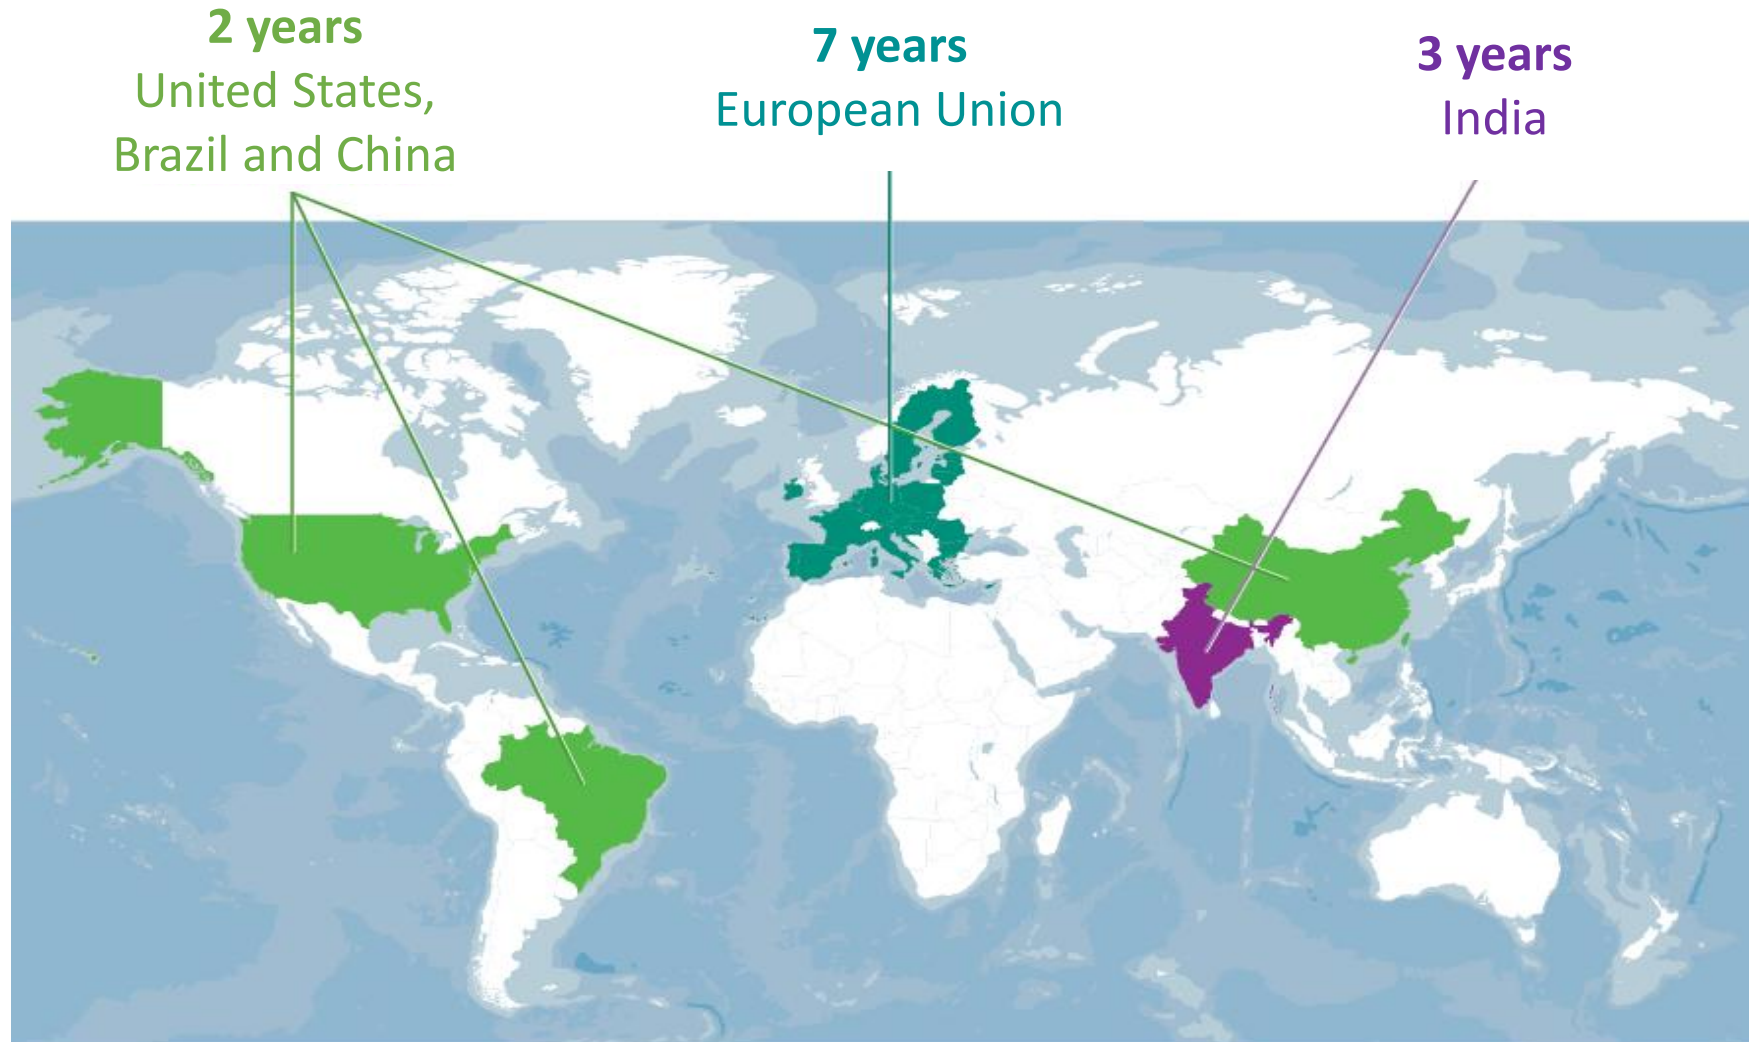 2 years
United States,
Brazil and China
7 years
European Union
3 years
India